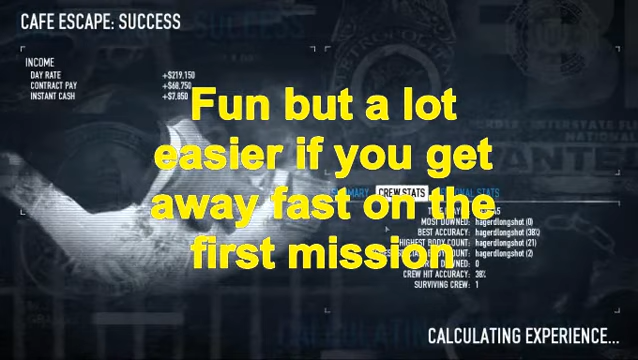 CAFE ESCAPE: SUCCESS
INCOME
DAY RATE +$219,150
CONTRACT PAY +$68,750
INSTANT CASH +$7,850
Fun but a lot
easier if you get
away fast on the
first mission
CREW STATS
MOST DOWNED: hagerdlongshot (0)
BEST ACCURACY: hagerdlongshot (38%)
HIGHEST BODY COUNT: hagerdlongshot (21)
hagerdlongshot (2)
CREW HIT ACCURACY: 38%
SURVIVING CREW: 1
CALCULATING EXPERIENCE...